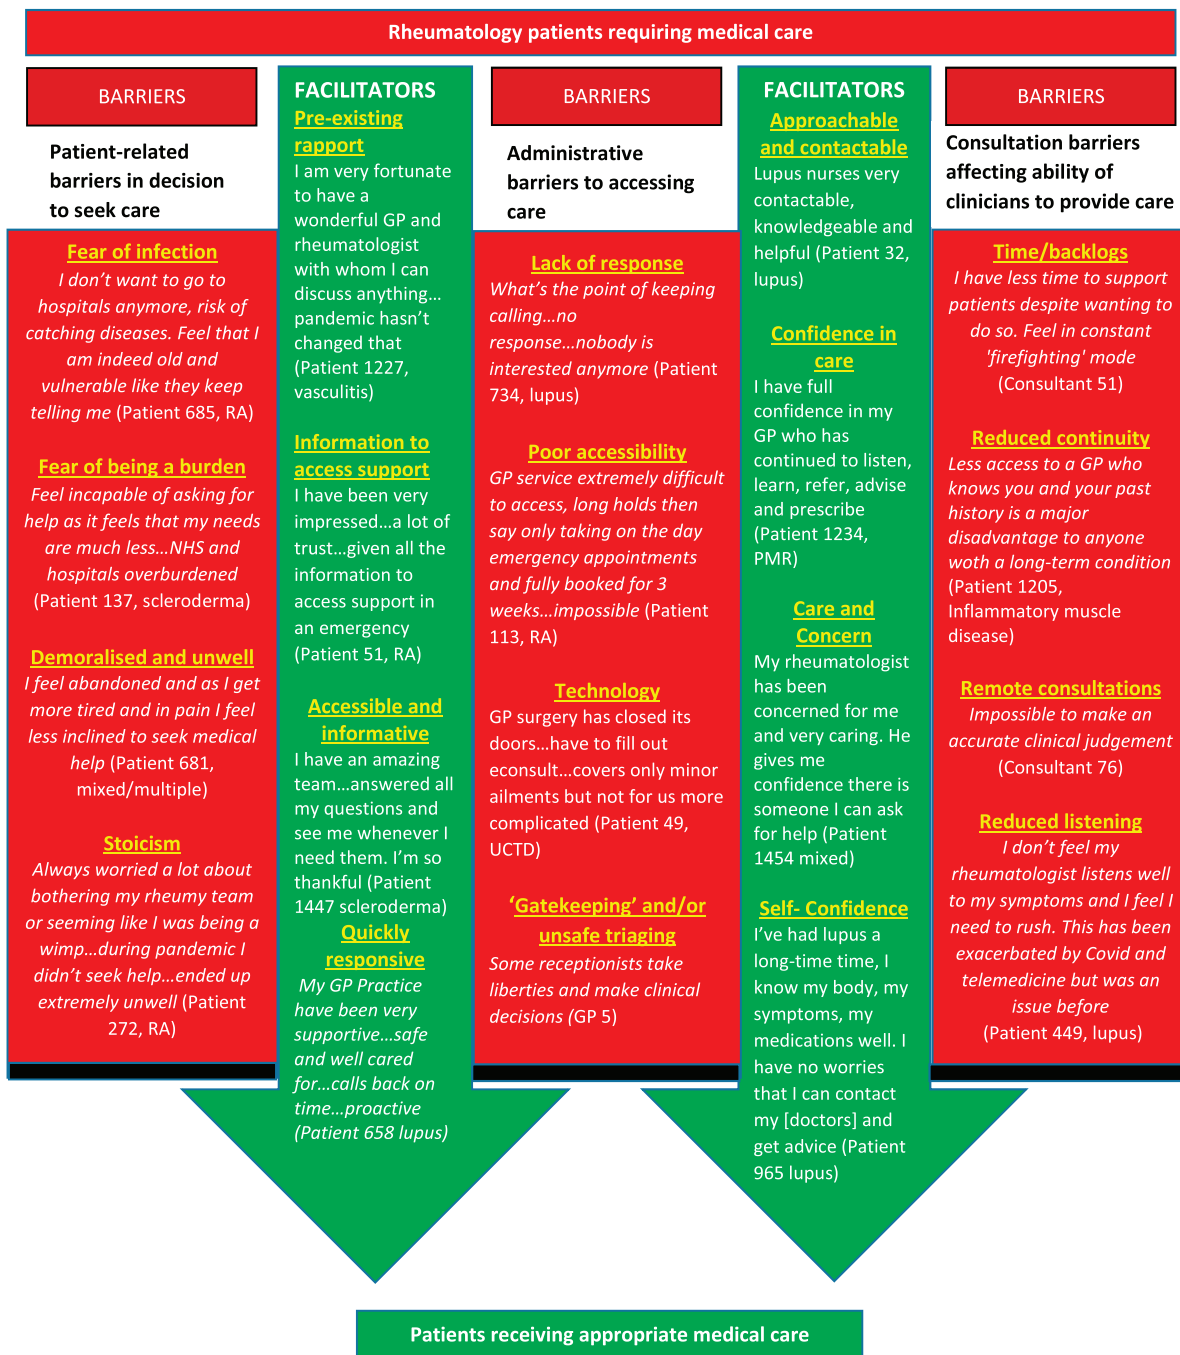 Rheumatology patients requiring medical care
BARRIERS
Patient-related
barriers in decision
to seek care
Fear of infection
I don’t want to go to
hospitals anymore, risk of
catching diseases. Feel that I
am indeed old and
vulnerable like they keep
telling me (Patient 685, RA)
Fear of being a burden
Feel incapable of asking for
help as it feels that my needs
are much less…NHS and
hospitals overburdened
(Patient 137, scleroderma)
Demoralised and unwell
I feel abandoned and as I get
more tired and in pain I feel
less inclined to seek medical
help (Patient 681,
mixed/multiple)
Stoicism
Always worried a lot about
bothering my rheumy team
or seeming like I was being a
wimp…during pandemic I
didn’t seek help…ended up
extremely unwell (Patient
272, RA)
FACILITATORS
Pre-existing
rapport
I am very fortunate
to have a
wonderful GP and
rheumatologist
with whom I can
discuss anything…
pandemic hasn’t
changed that
(Patient 1227,
vasculitis)
Information to
access support
I have been very
impressed…a lot of
trust…given all the
information to
access support in
an emergency
(Patient 51, RA)
Accessible and
informative
I have an amazing
team…answered all
my questions and
see me whenever I
need them. I’m so
thankful (Patient
1447 scleroderma)
Quickly
responsive
My GP Practice
have been very
supportive…safe
and well cared
for…calls back on
time…proactive
(Patient 658 lupus)
BARRIERS
Administrative
barriers to accessing
care
Lack of response
What’s the point of keeping
calling…no
response…nobody is
interested anymore (Patient
734, lupus)
Poor accessibility
GP service extremely difficult
to access, long holds then
say only taking on the day
emergency appointments
and fully booked for 3
weeks…impossible (Patient
113, RA)
Technology
GP surgery has closed its
doors…have to fill out
econsult…covers only minor
ailments but not for us more
complicated (Patient 49,
UCTD)
‘Gatekeeping’ and/or
unsafe triaging
Some receptionists take
liberties and make clinical
decisions (GP 5)
FACILITATORS
Approachable
and contactable
Lupus nurses very
contactable,
knowledgeable and
helpful (Patient 32,
lupus)
Confidence in
care
I have full
confidence in my
GP who has
continued to listen,
learn, refer, advise
and prescribe
(Patient 1234,
PMR)
Care and
Concern
My rheumatologist
has been
concerned for me
and very caring. He
gives me
confidence there is
someone I can ask
for help (Patient
1454 mixed)
Self- Confidence
I’ve had lupus a
long-time time, I
know my body, my
symptoms, my
medications well. I
have no worries
that I can contact
my [doctors] and
get advice (Patient
965 lupus)
BARRIERS
Consultation barriers
affecting ability of
clinicians to provide care
Time/backlogs
I have less time to support
patients despite wanting to
do so. Feel in constant
'firefighting' mode
(Consultant 51)
Reduced continuity
Less access to a GP who
knows you and your past
history is a major
disadvantage to anyone
woth a long-term condition
(Patient 1205,
Inflammatory muscle
disease)
Remote consultations
Impossible to make an
accurate clinical judgement
(Consultant 76)
Reduced listening
I don’t feel my
rheumatologist listens well
to my symptoms and I feel I
need to rush. This has been
exacerbated by Covid and
telemedicine but was an
issue before
(Patient 449, lupus)
Patients receiving appropriate medical care